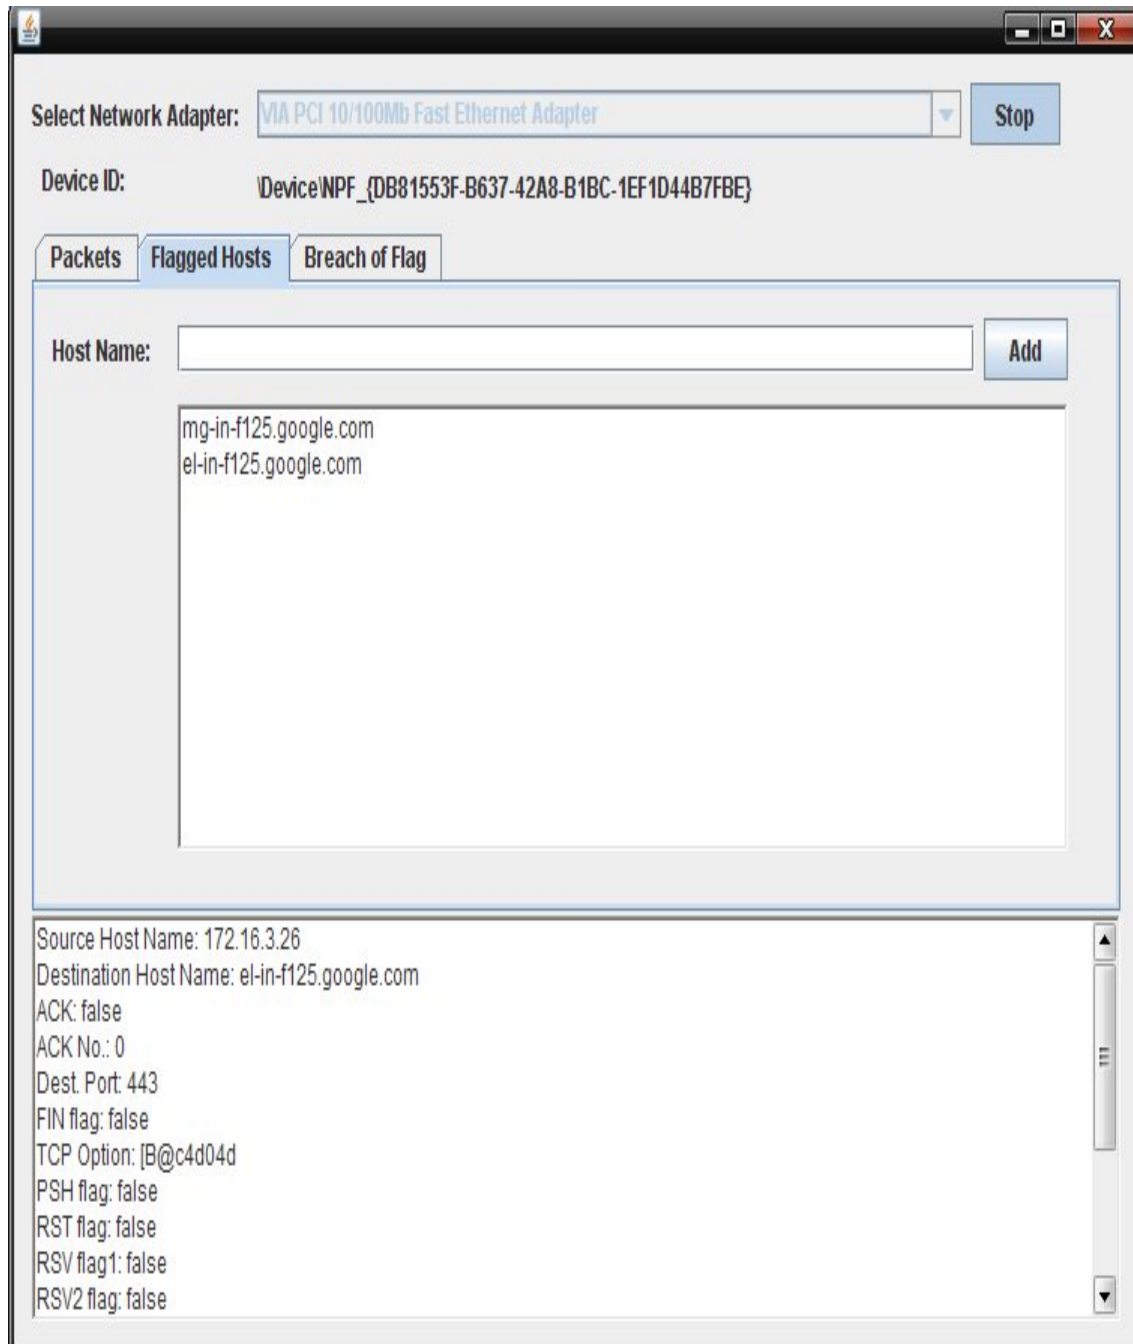 Select Network Adapter: VIA PCI 10/100Mb Fast Ethernet Adapter Stop
Device ID: \Device\NPF_{DB81553F-B637-42A8-B1BC-1EF1D44B7FBE}
Packets Flagged Hosts Breach of Flag
Host Name: Add
mg-in-f125.google.com
el-in-f125.google.com
Source Host Name: 172.16.3.26
Destination Host Name: el-in-f125.google.com
ACK: false
ACK No.: 0
Dest. Port: 443
FIN flag: false
TCP Option: [B@c4d04d
PSH flag: false
RST flag: false
RSV flag1: false
RSV2 flag: false